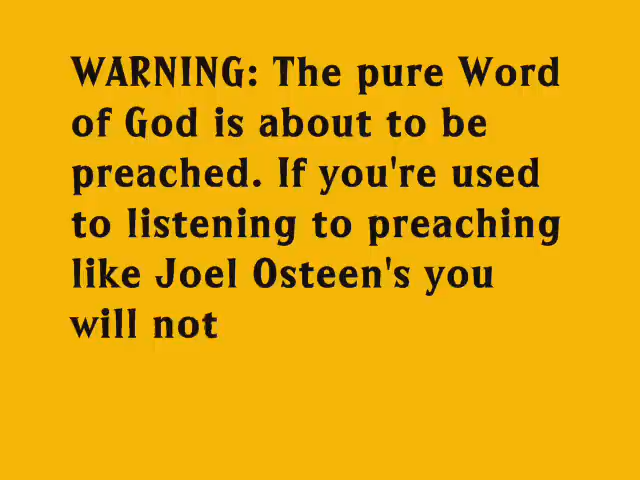 WARNING: The pure Word
of God is about to be
preached. If you're used
to listening to preaching
like Joel Osteen's you
will not